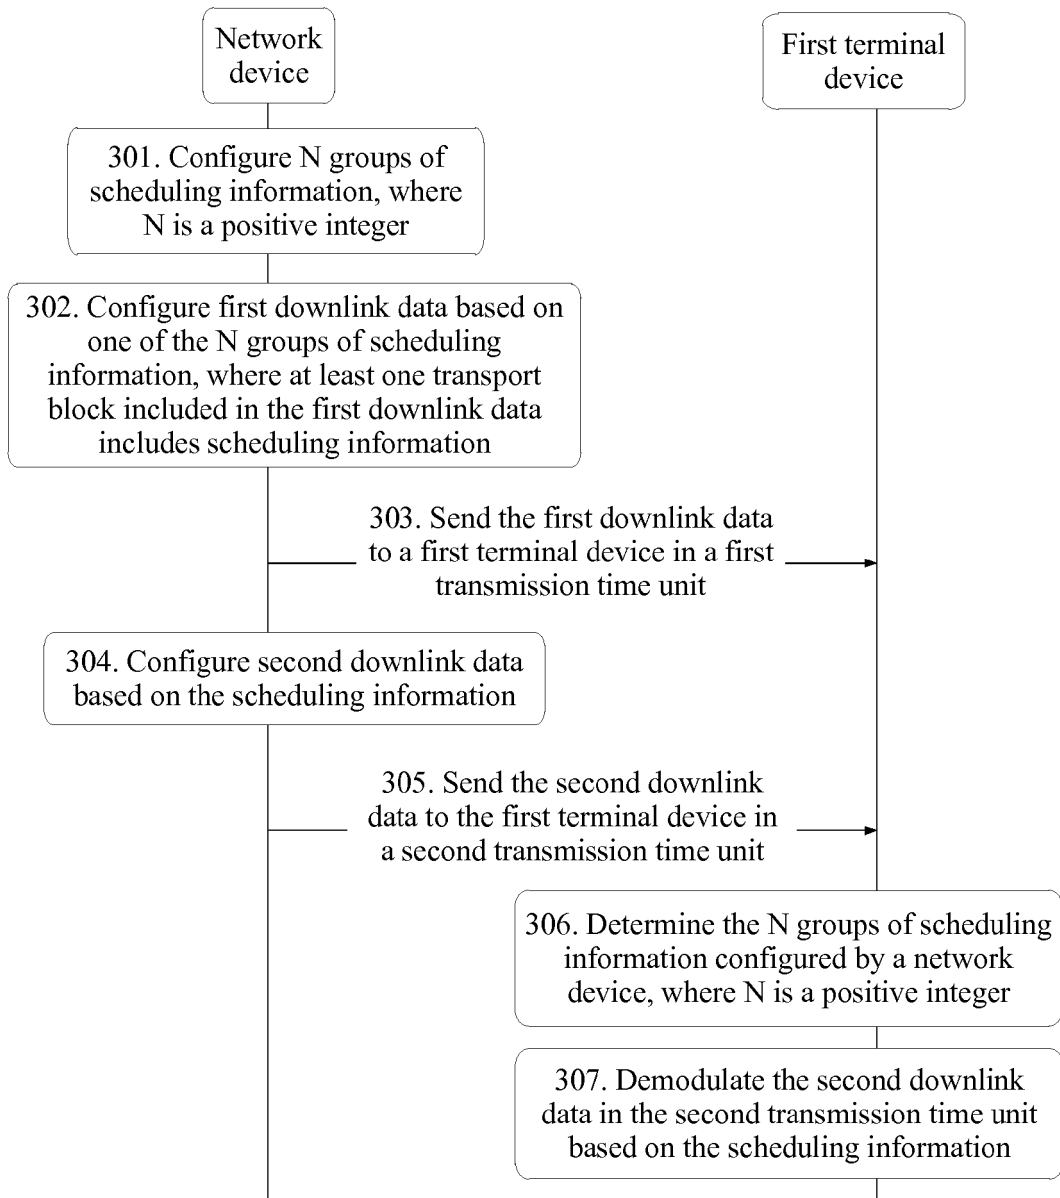 Network
device
First terminal
device
301. Configure N groups of
scheduling information, where
N is a positive integer
302. Configure first downlink data based on
one of the N groups of scheduling
information, where at least one transport
block included in the first downlink data
includes scheduling information
303. Send the first downlink data
to a first terminal device in a first
transmission time unit
304. Configure second downlink data
based on the scheduling information
305. Send the second downlink
data to the first terminal device in
a second transmission time unit
306. Determine the N groups of scheduling
information configured by a network
device, where N is a positive integer
307. Demodulate the second downlink
data in the second transmission time unit
based on the scheduling information